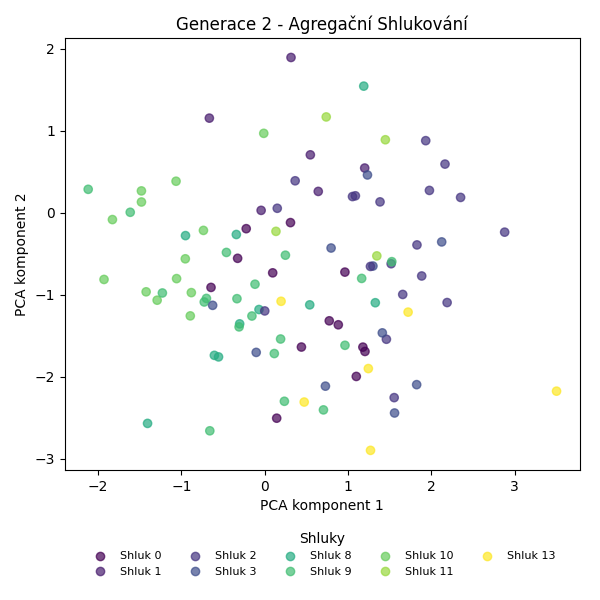 Generace 2 - Agregační Shlukování
PCA komponent 2
2
1
0
−1
−2
−3
−2
−1
0
1
2
3
PCA komponent 1
Shluky
Shluk 0
Shluk 2
Shluk 8
Shluk 10
Shluk 13
Shluk 1
Shluk 3
Shluk 9
Shluk 11